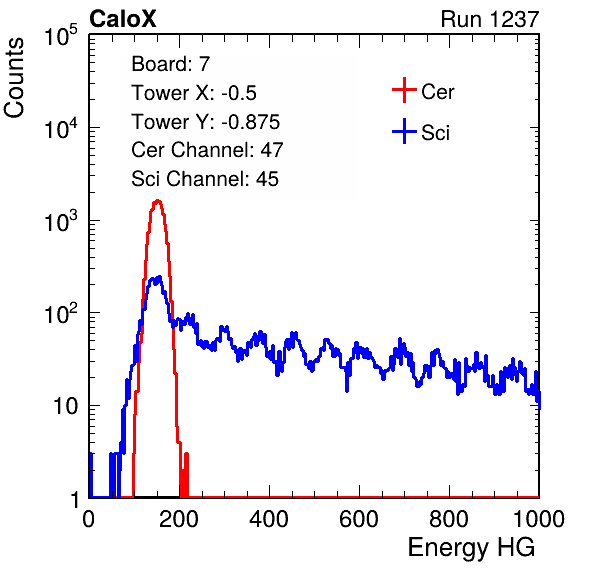 CaloX Run 1237
Counts
10^5
10^4
10^3
10^2
10
1
Board: 7
Tower X: -0.5
Tower Y: -0.875
Cer Channel: 47
Sci Channel: 45
Cer
Sci
0 200 400 600 800 1000
Energy HG